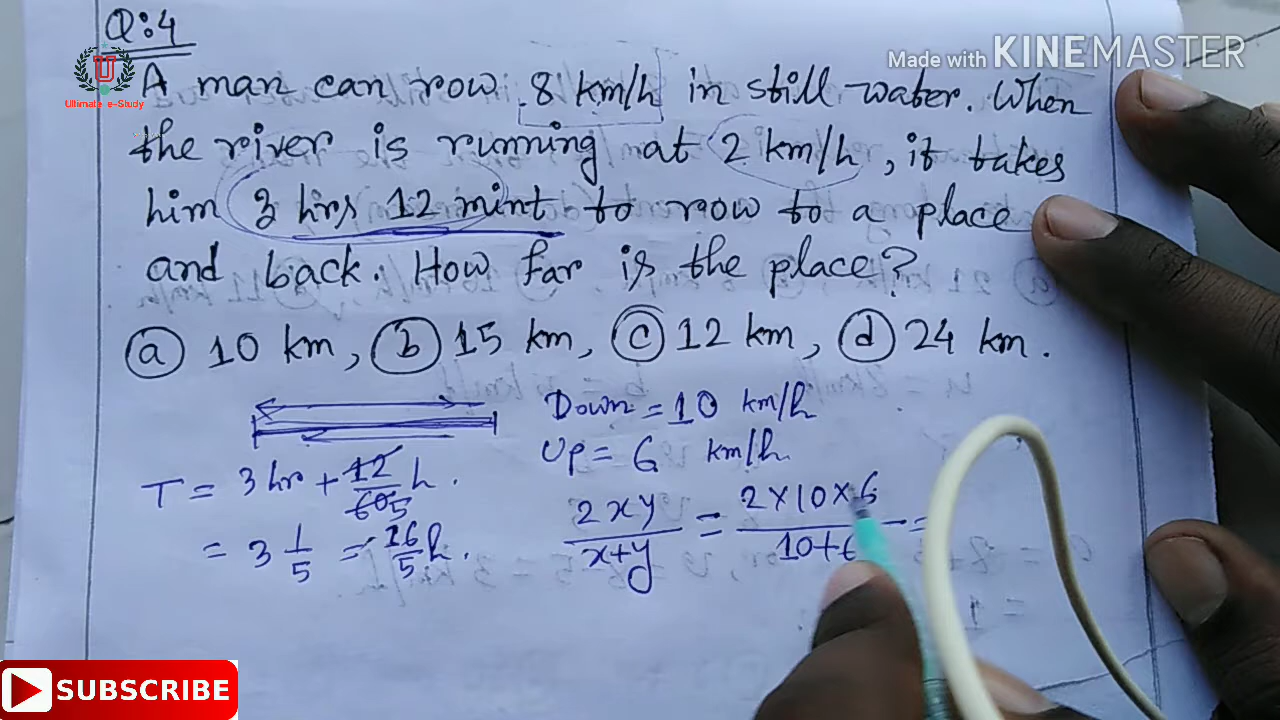 Q:4
Made with KINEMASTER
U
Ultimate e-Study
A man can row 8 km/h in still water. When
the river is running at 2 km/h, it takes
him 3 hrs 12 mint to row to a place
and back. How far is the place?
(a) 10 km, (b) 15 km, (c) 12 km, (d) 24 km.
Down = 10 km/h
Up = 6 km/h.
T = 3 hr + 12/60 5 h.
= 3 1/5 = 16/5 h.
2xy/x+y = 2×10×6/10+6 =
SUBSCRIBE